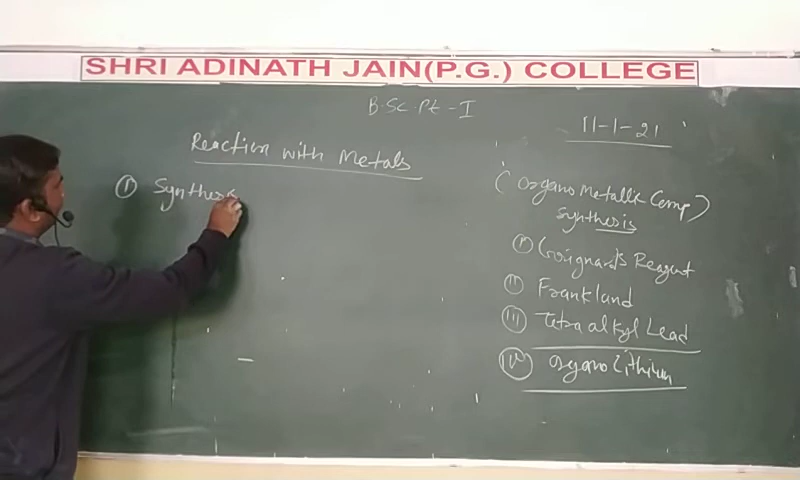 SHRI ADINATH JAIN(P.G.) COLLEGE
B.Sc.Pt-I
11-1-21
Reaction with Metals
(I) Synthesis
(Organo Metallic Comp)
Synthesis
(I) Grignard's Reagent
(II) Frankland
(III) Tetra alkyl Lead
(IV) Organo Lithium